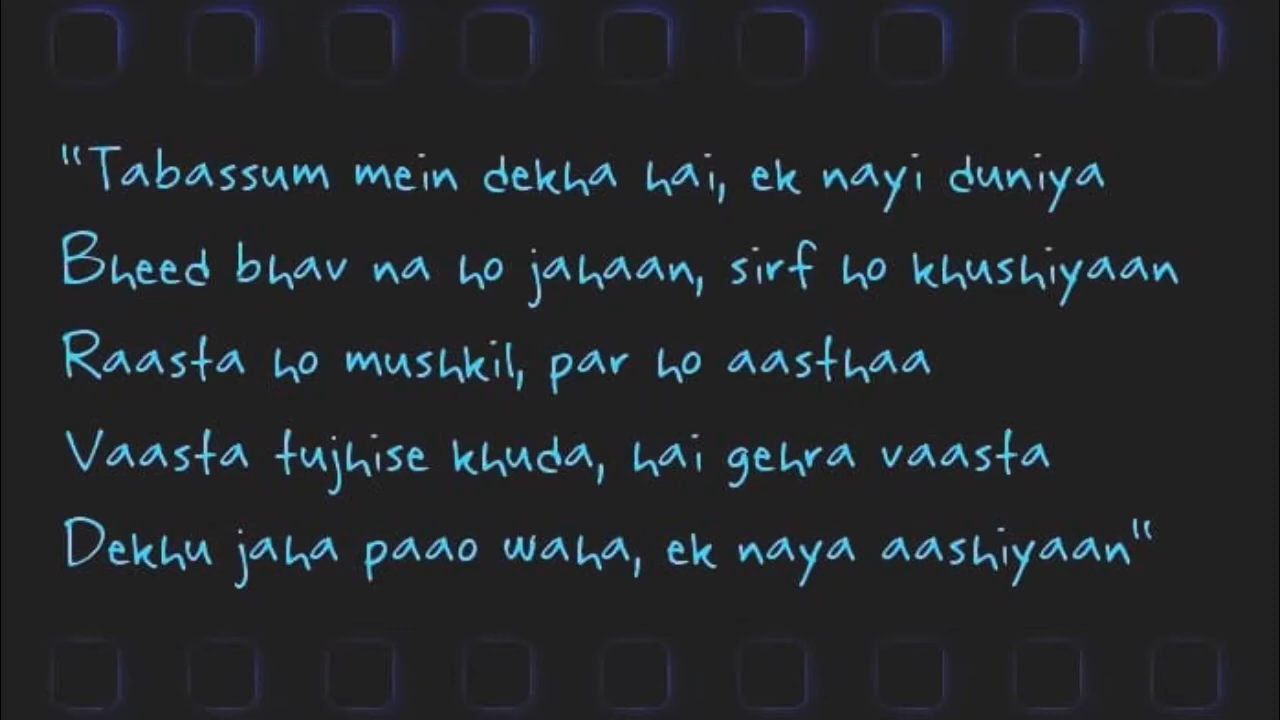 "Tabassum mein dekha hai, ek nayi duniya
Bheed bhav na ho jahaan, sirf ho khushiyaan
Raasta ho mushkil, par ho aasthaa
Vaasta tujhise khuda, hai gehra vaasta
Dekhu jaha paao waha, ek naya aashiyaan"